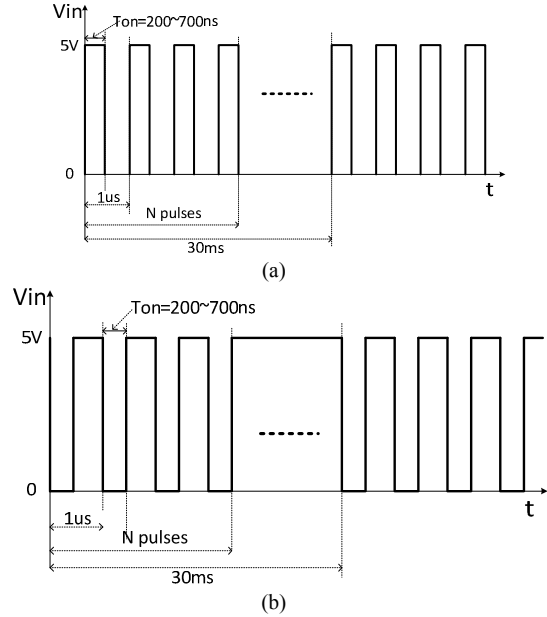 Vin
Ton=200~700ns
5V
0
1us
t
N pulses
30ms
(a)
Vin
Ton=200~700ns
5V
0
1us
t
N pulses
30ms
(b)